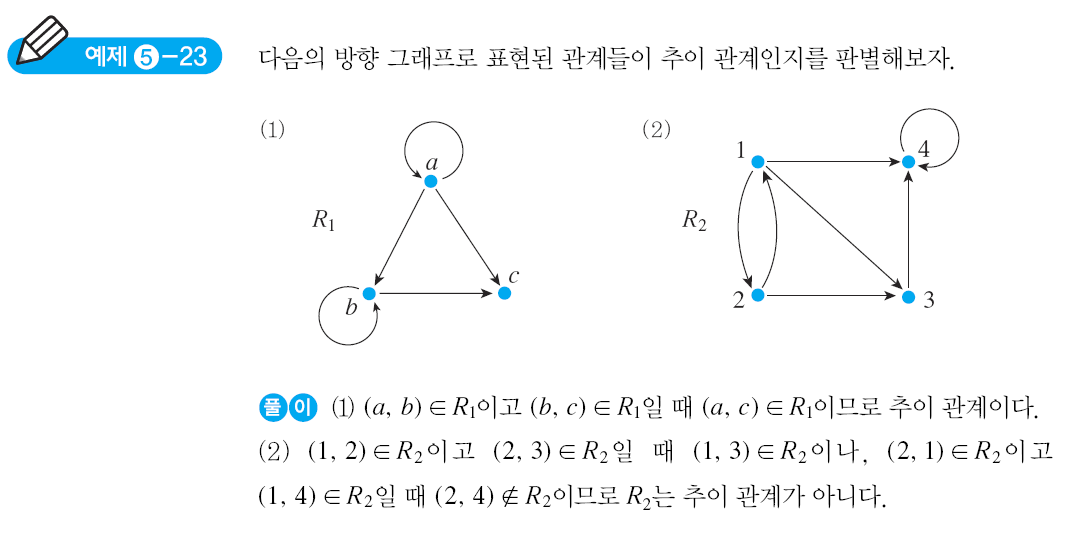 예제 5-23
다음의 방향 그래프로 표현된 관계들이 추이 관계인지를 판별해보자.
(1)
(2)
a
1
4
R₁
R₂
c
b
2
3
풀이 (1) (a, b)∈R₁이고 (b, c)∈R₁일 때 (a, c)∈R₁이므로 추이 관계이다.
(2) (1, 2)∈R₂이고 (2, 3)∈R₂일 때 (1, 3)∈R₂이나, (2, 1)∈R₂이고
(1, 4)∈R₂일 때 (2, 4)∉R₂이므로 R₂는 추이 관계가 아니다.